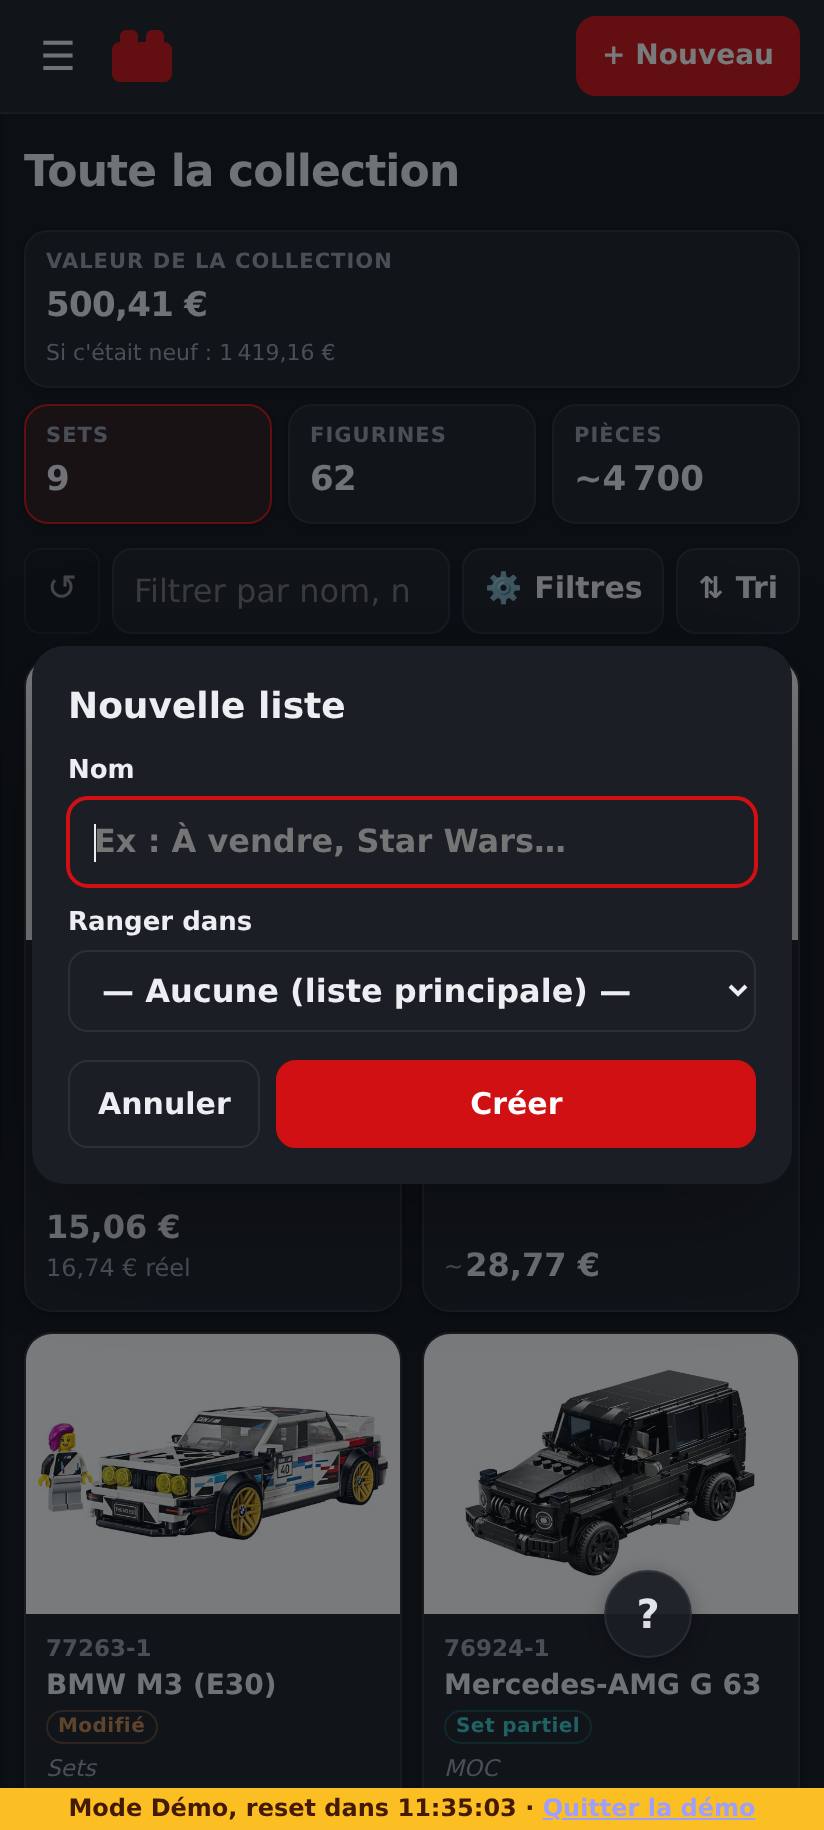 ☰
+ Nouveau
Toute la collection
VALEUR DE LA COLLECTION
500,41 €
Si c'était neuf : 1 419,16 €
SETS
9
FIGURINES
62
PIÈCES
~4 700
↺
Filtrer par nom, n
⚙️ Filtres
⇅ Tri
Nouvelle liste
Nom
Ex : À vendre, Star Wars…
Ranger dans
— Aucune (liste principale) —
Annuler
Créer
15,06 €
16,74 € réel
~28,77 €
40
?
77263-1
BMW M3 (E30)
Modifié
Sets
76924-1
Mercedes-AMG G 63
Set partiel
MOC
Mode Démo, reset dans 11:35:03 · Quitter la démo